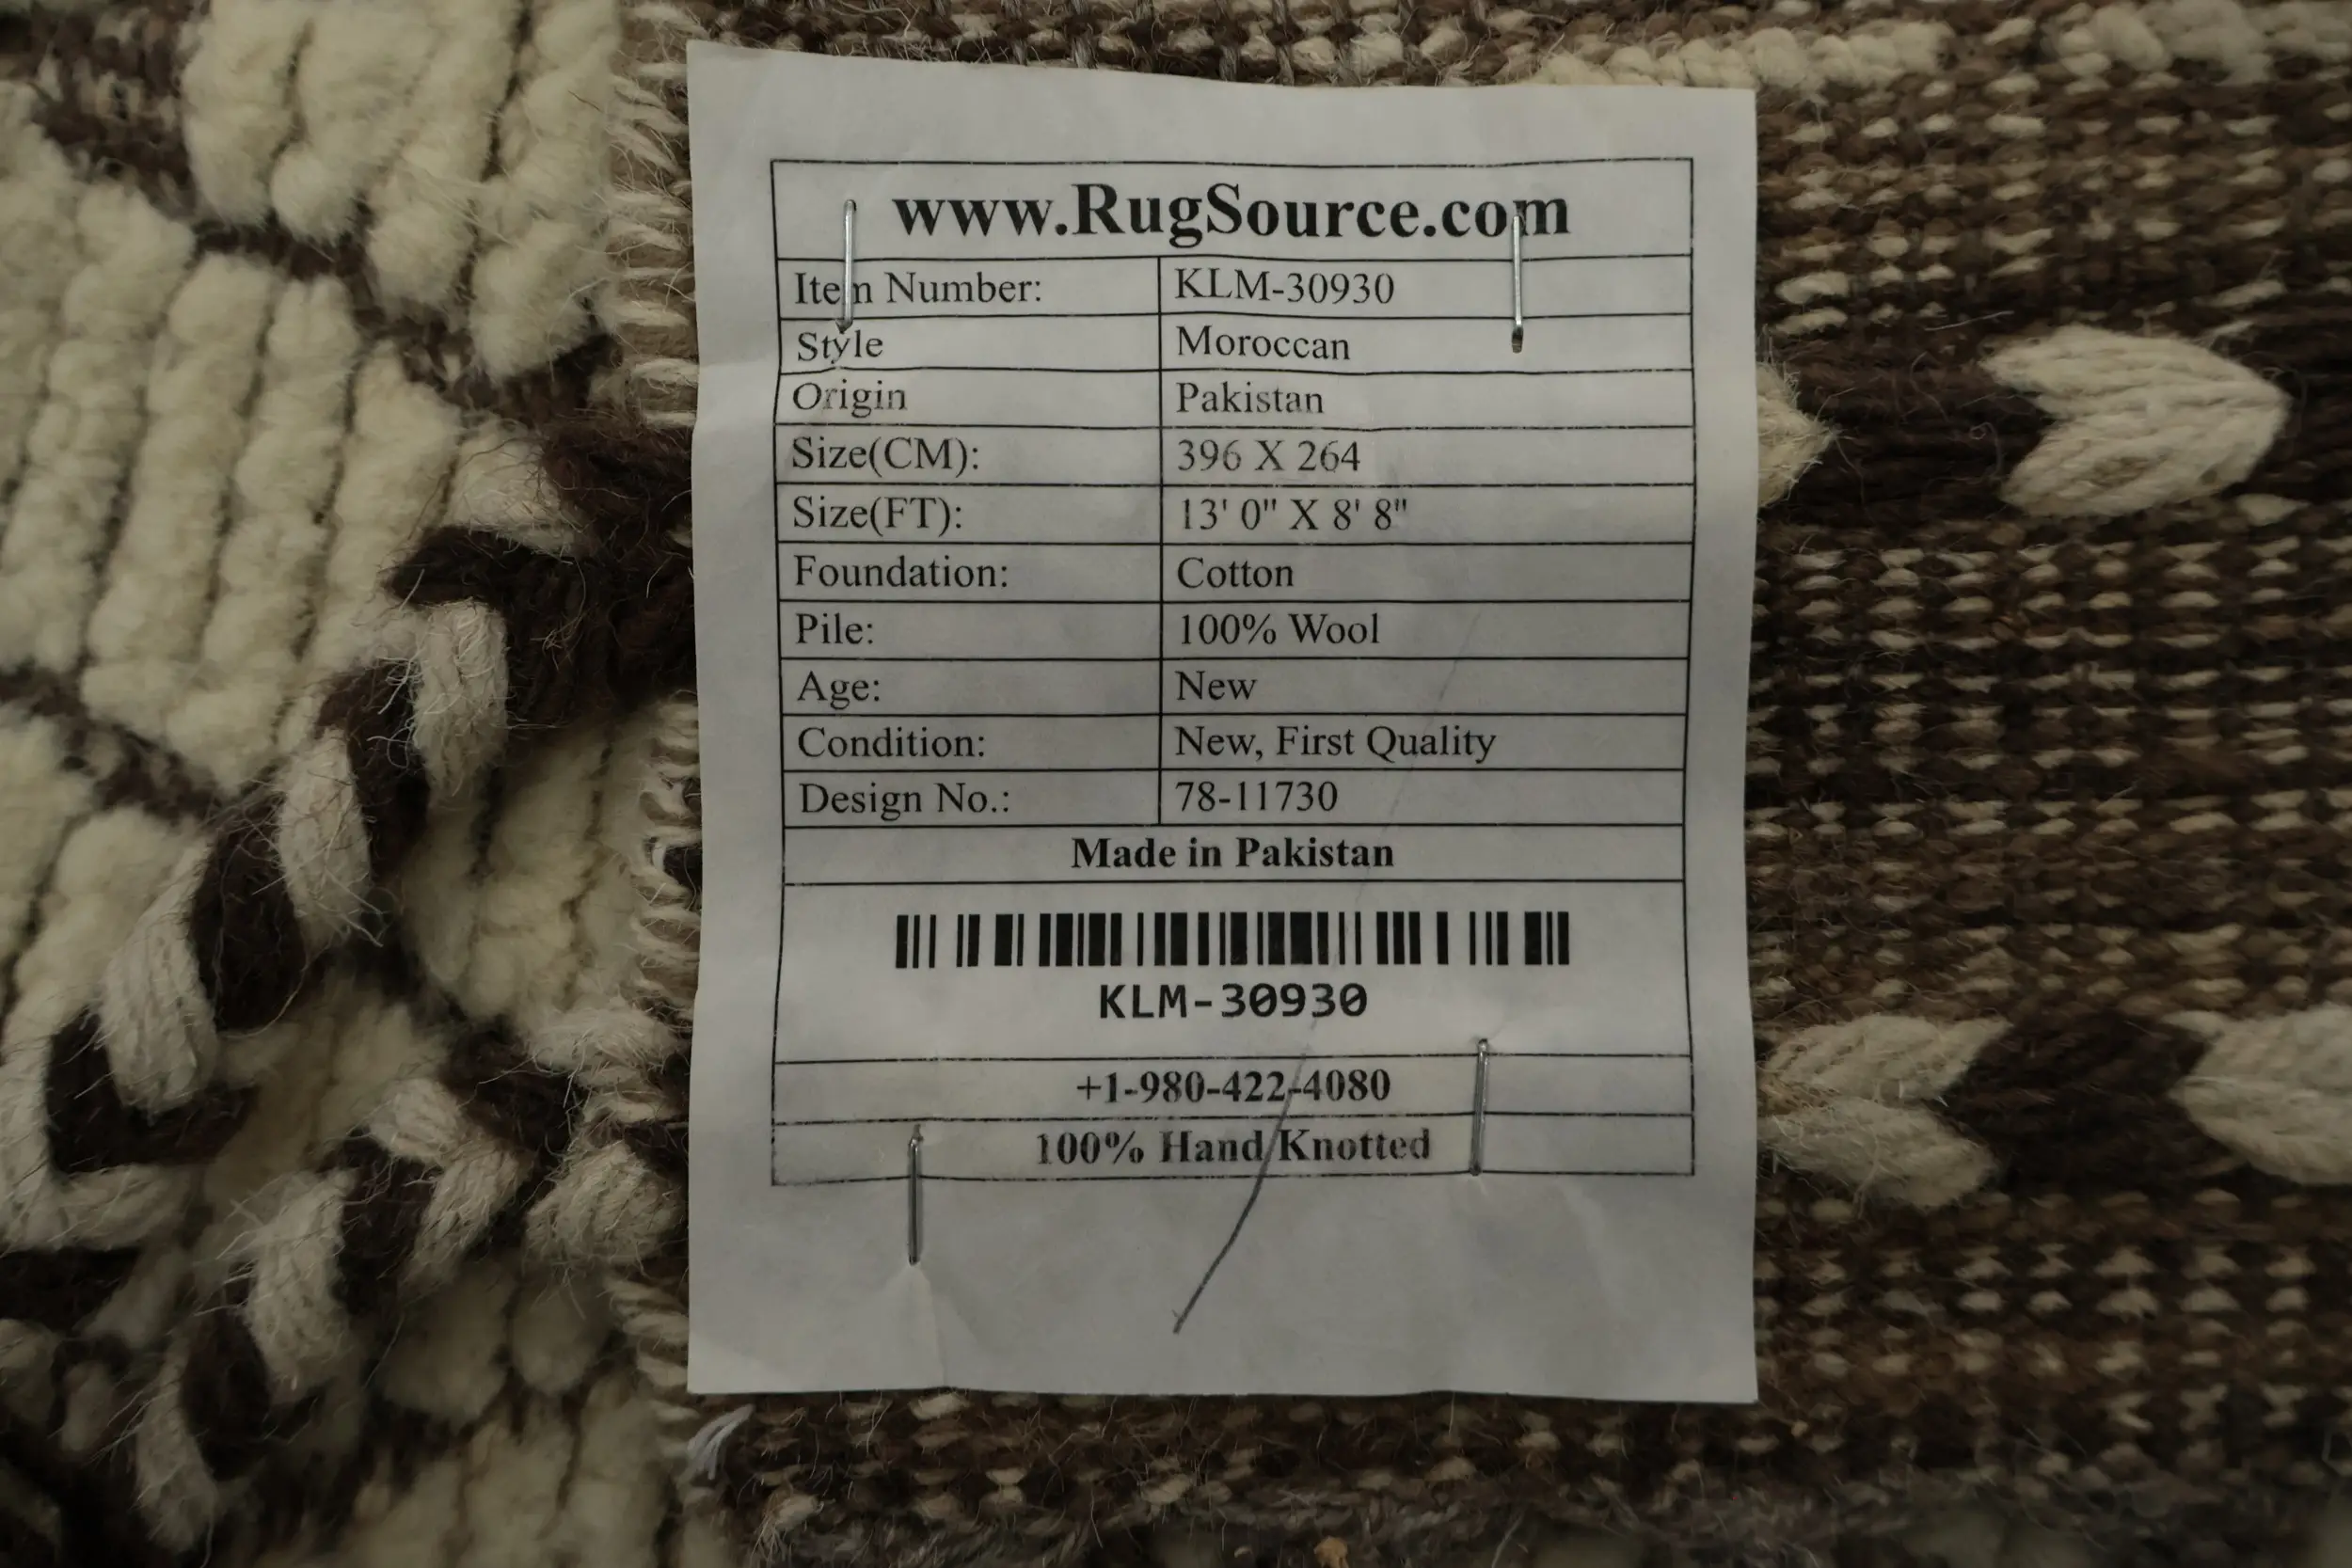 www.RugSource.com
Item Number: KLM-30930
Style Moroccan
Origin Pakistan
Size(CM): 396 X 264
Size(FT): 13' 0" X 8' 8"
Foundation: Cotton
Pile: 100% Wool
Age: New
Condition: New, First Quality
Design No.: 78-11730
Made in Pakistan
KLM-30930
+1-980-422-4080
100% Hand Knotted